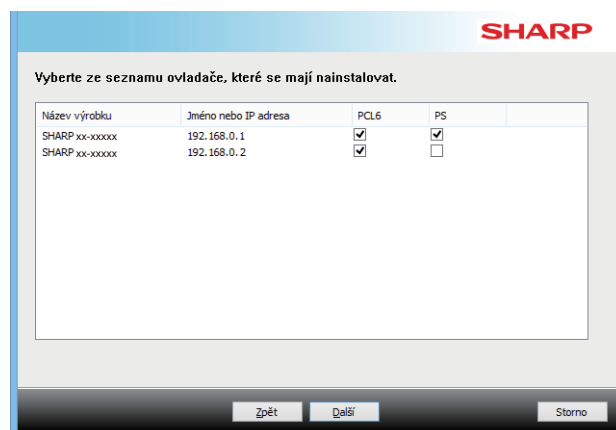 SHARP
Vyberte ze seznamu ovladače, které se mají nainstalovat.
Název výrobku Jméno nebo IP adresa PCL6 PS
SHARP xx-xxxxx 192.168.0.1
SHARP xx-xxxxx 192.168.0.2
Zpět Další Storno